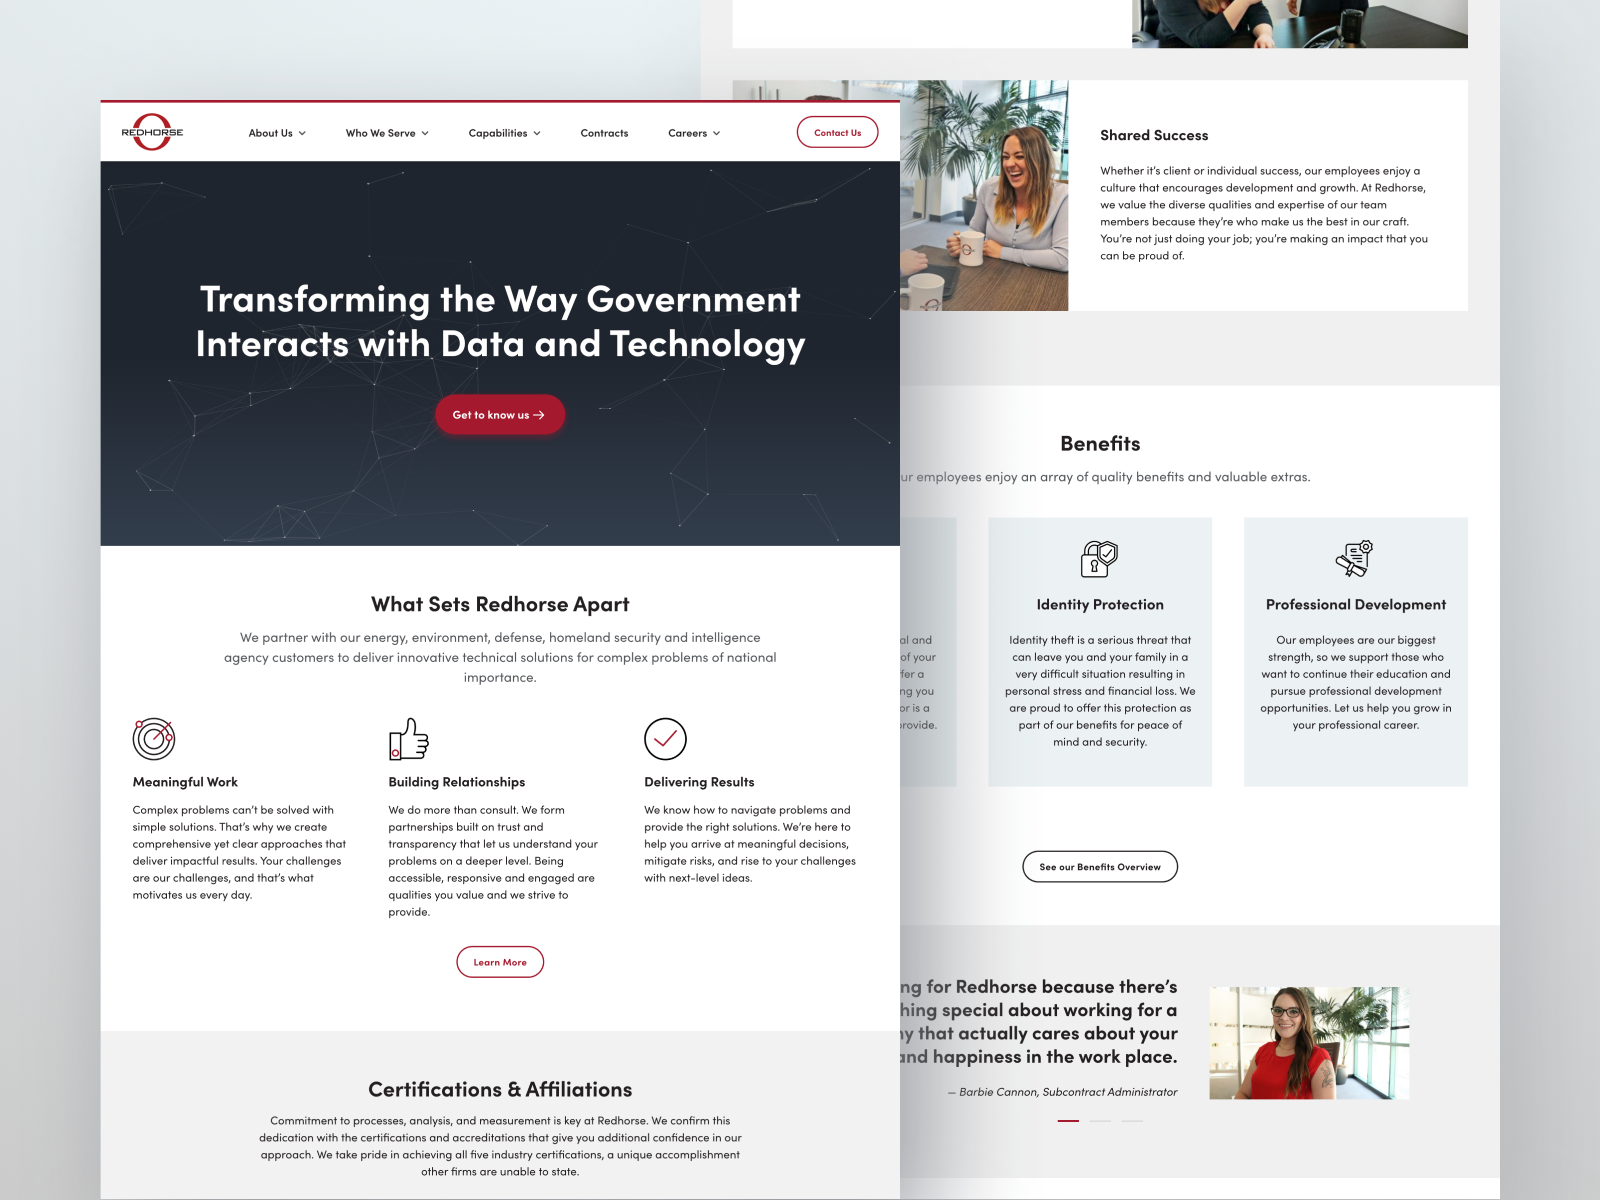 REDHORSE
About Us
Who We Serve
Capabilities
Contracts
Careers
Contact Us
Transforming the Way Government
Interacts with Data and Technology
Get to know us
What Sets Redhorse Apart
We partner with our energy, environment, defense, homeland security and intelligence
agency customers to deliver innovative technical solutions for complex problems of national
importance.
Meaningful Work
Complex problems can't be solved with
simple solutions. That's why we create
comprehensive yet clear approaches that
deliver impactful results. Your challenges
are our challenges, and that's what
motivates us every day.
Building Relationships
We do more than consult. We form
partnerships built on trust and
transparency that let us understand your
problems on a deeper level. Being
accessible, responsive and engaged are
qualities you value and we strive to
provide.
Delivering Results
We know how to navigate problems and
provide the right solutions. We're here to
help you arrive at meaningful decisions,
mitigate risks, and rise to your challenges
with next-level ideas.
Learn More
Certifications & Affiliations
Commitment to processes, analysis, and measurement is key at Redhorse. We confirm this
dedication with the certifications and accreditations that give you additional confidence in our
approach. We take pride in achieving all five industry certifications, a unique accomplishment
other firms are unable to state.
Shared Success
Whether it's client or individual success, our employees enjoy a
culture that encourages development and growth. At Redhorse,
we value the diverse qualities and expertise of our team
members because they're who make us the best in our craft.
You're not just doing your job; you're making an impact that you
can be proud of.
Benefits
employees enjoy an array of quality benefits and valuable extras.
and
of your
a
you
or is a
Identity Protection
Identity theft is a serious threat that
can leave you and your family in a
very difficult situation resulting in
personal stress and financial loss. We
are proud to offer this protection as
part of our benefits for peace of
mind and security.
Professional Development
Our employees are our biggest
strength, so we support those who
want to continue their education and
pursue professional development
opportunities. Let us help you grow in
your professional career.
See our Benefits Overview
for Redhorse because there's
special about working for a
that actually cares about your
and happiness in the work place.
— Barbie Cannon, Subcontract Administrator